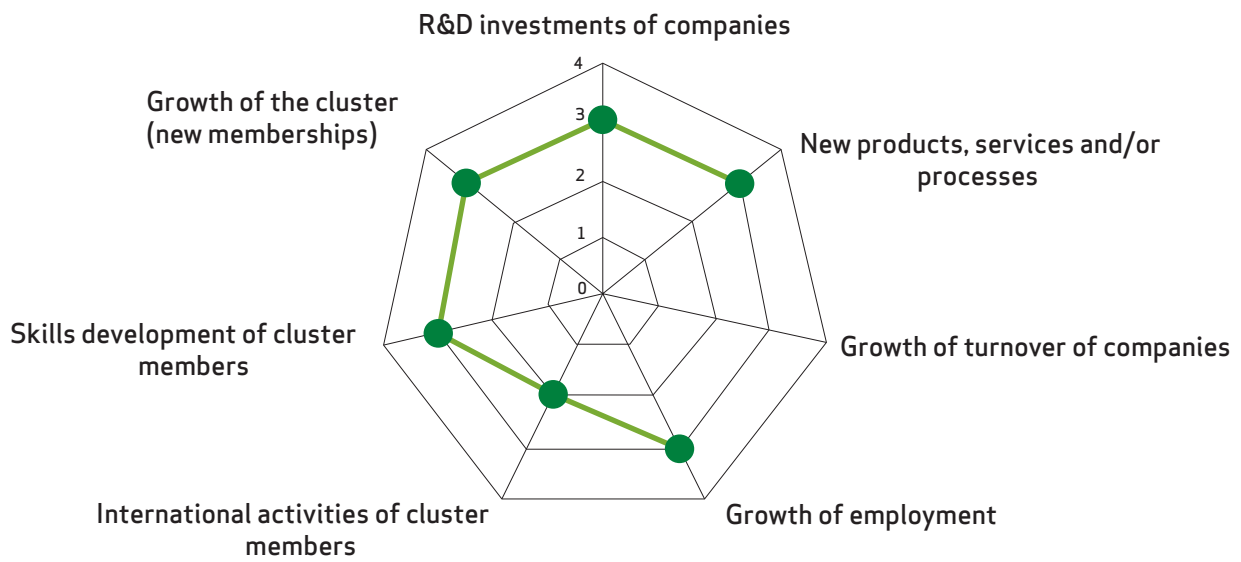 R&D investments of companies
4
3
2
1
0
New products, services and/or
processes
Growth of turnover of companies
Growth of employment
International activities of cluster
members
Skills development of cluster
members
Growth of the cluster
(new memberships)